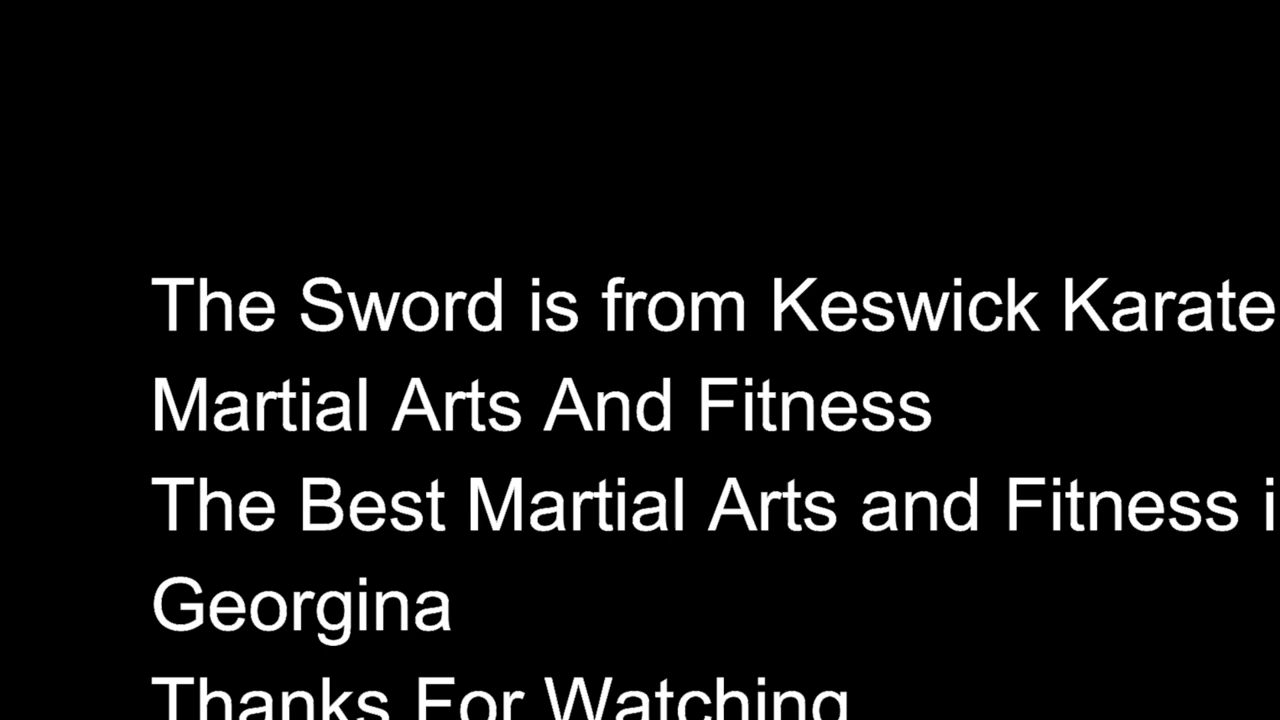 The Sword is from Keswick Karate
Martial Arts And Fitness
The Best Martial Arts and Fitness i
Georgina
Thanks For Watching